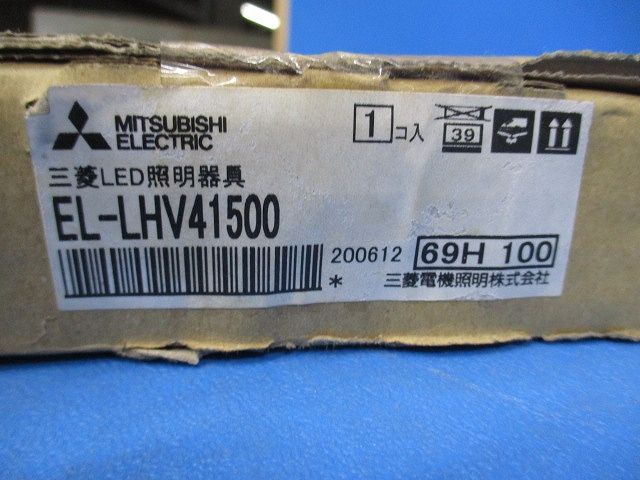 MITSUBISHI
ELECTRIC
1コ入
39
三菱LED照明器具
EL-LHV41500
200612 69H 100
* 三菱電機照明株式会社